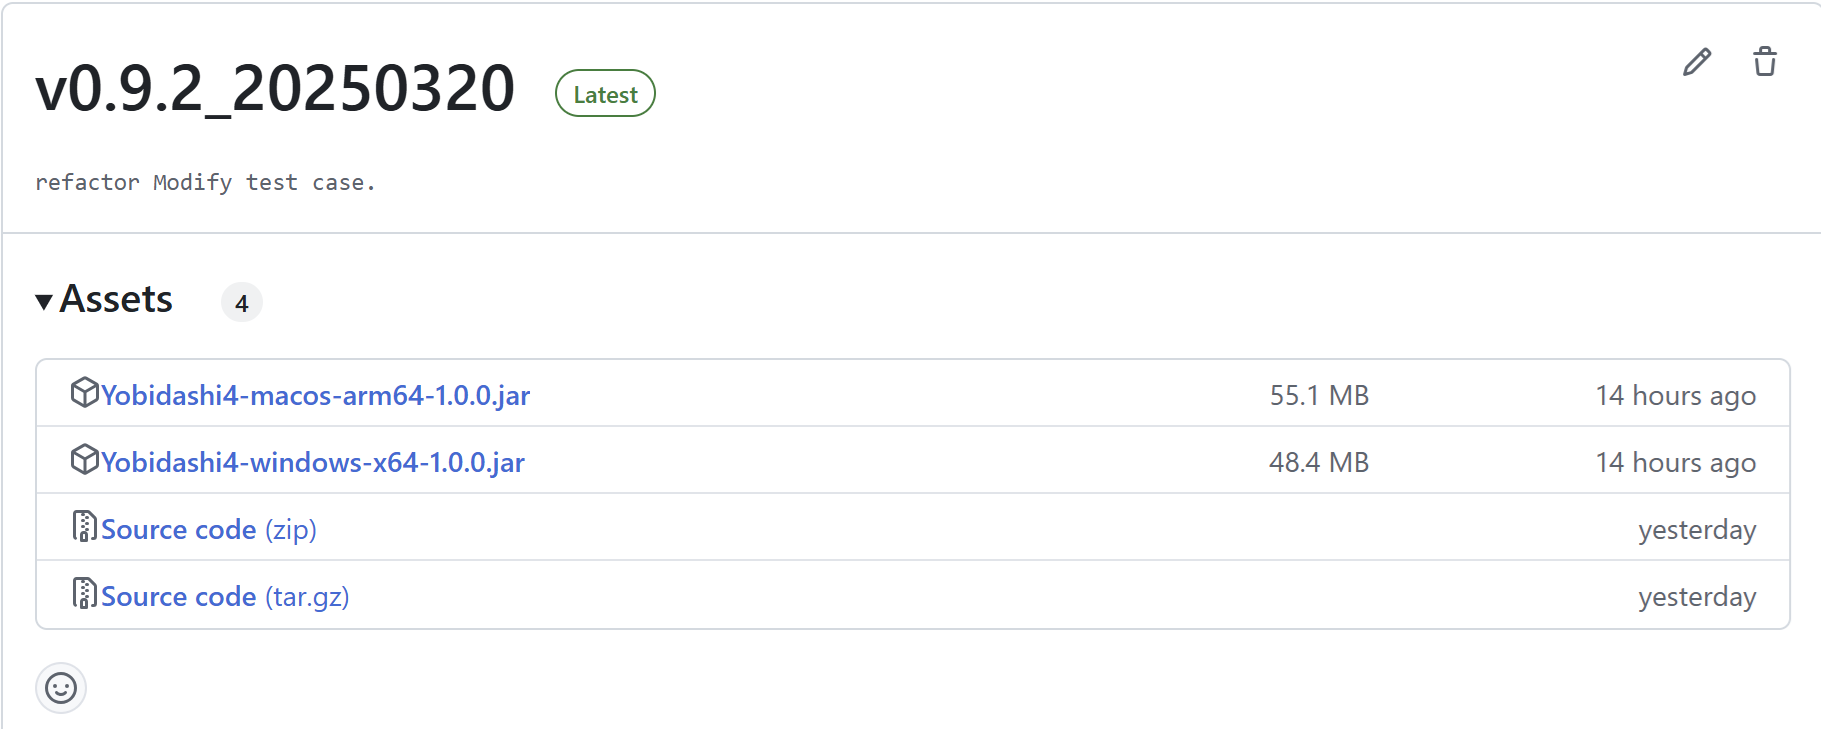 v0.9.2_20250320 Latest
refactor Modify test case.
Assets 4
Yobidashi4-macos-arm64-1.0.0.jar 55.1 MB 14 hours ago
Yobidashi4-windows-x64-1.0.0.jar 48.4 MB 14 hours ago
Source code (zip) yesterday
Source code (tar.gz) yesterday